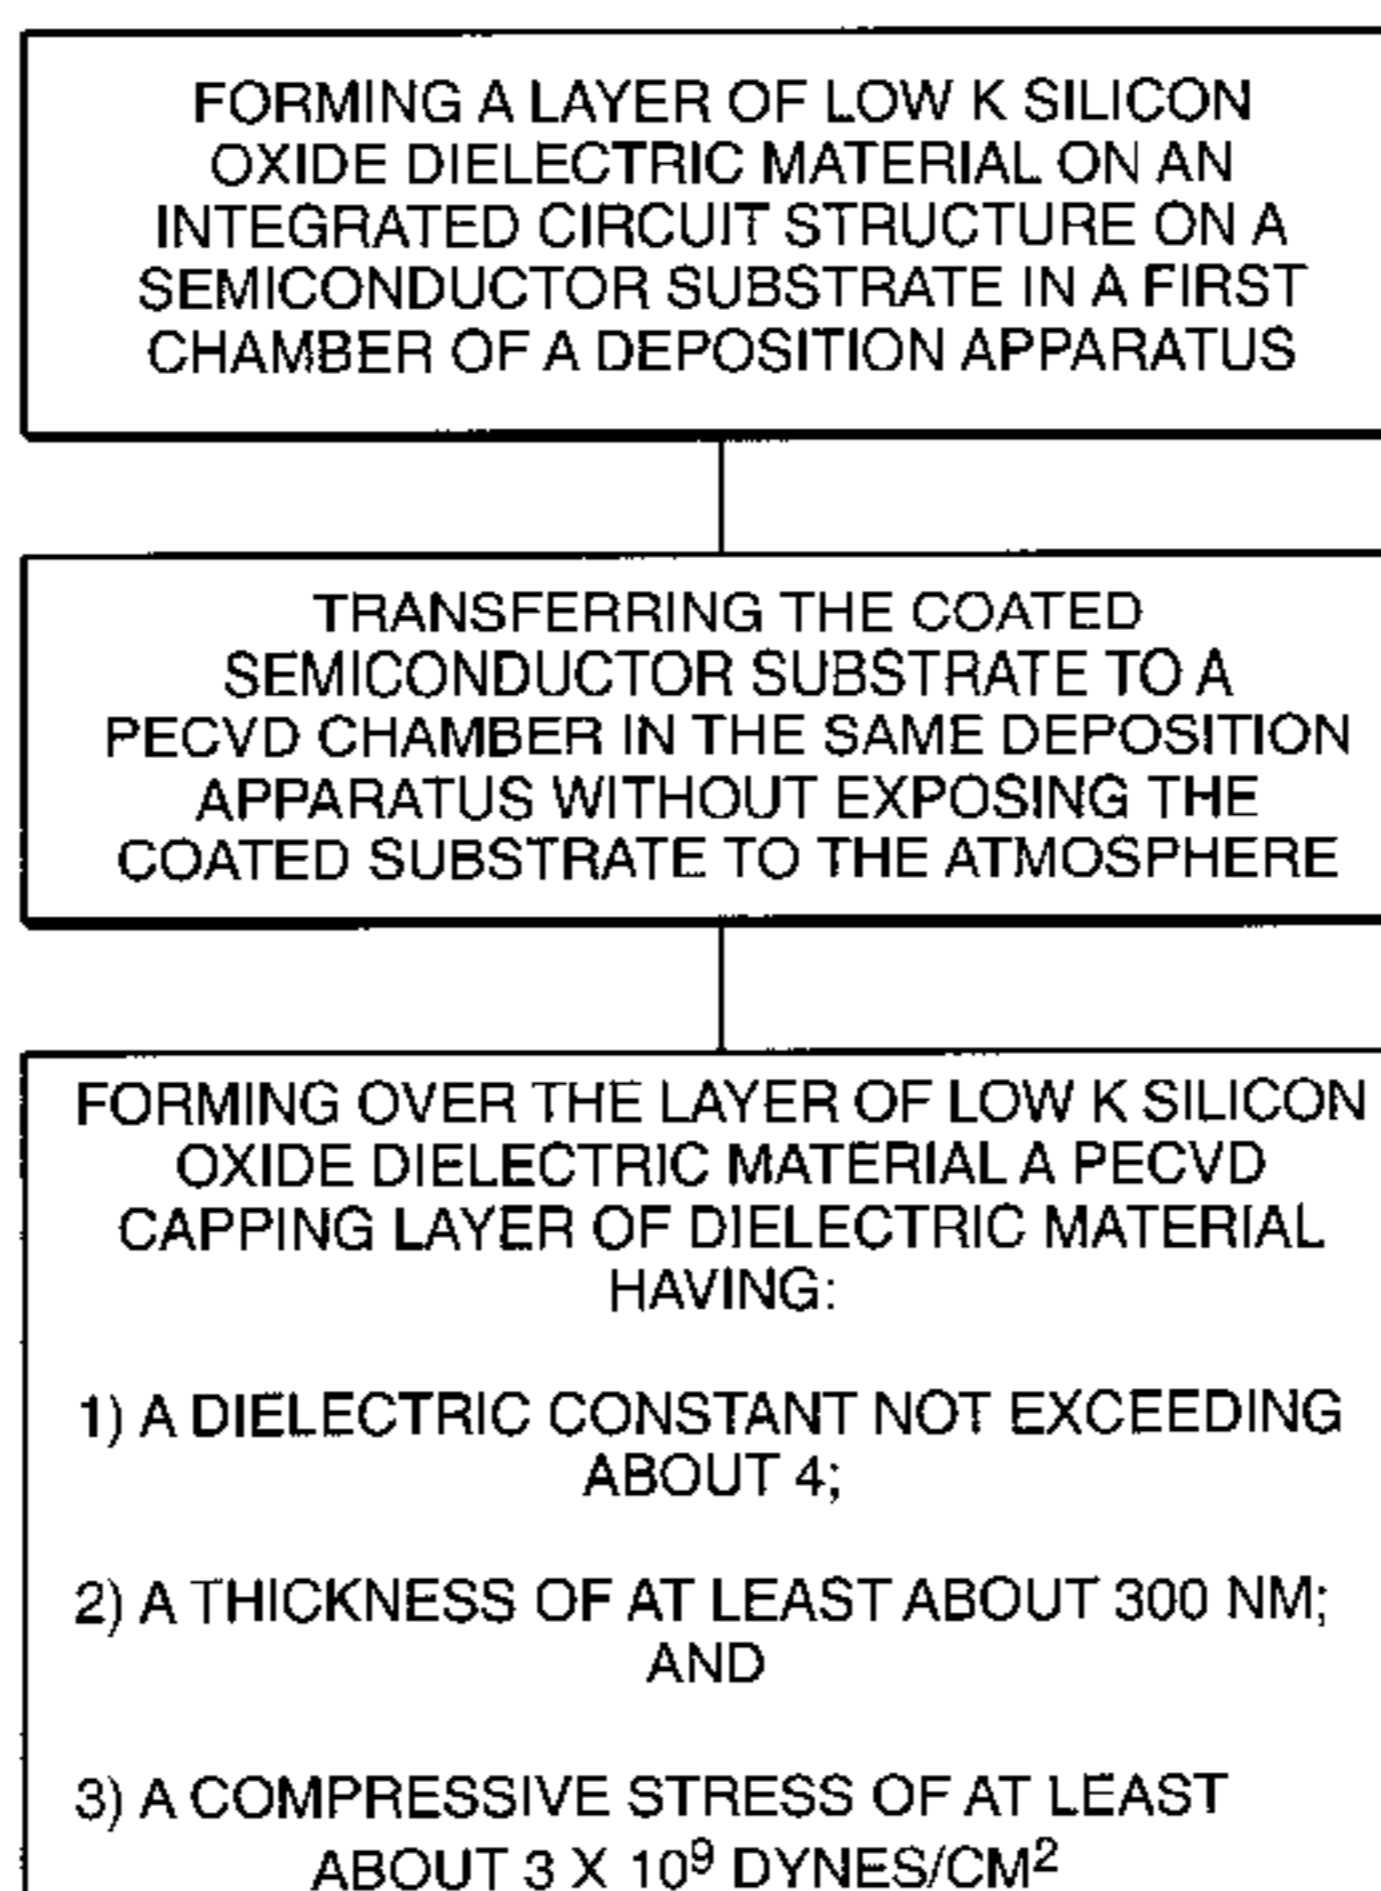 FORMING A LAYER OF LOW K SILICON
OXIDE DIELECTRIC MATERIAL ON AN
INTEGRATED CIRCUIT STRUCTURE ON A
SEMICONDUCTOR SUBSTRATE IN A FIRST
CHAMBER OF A DEPOSITION APPARATUS
TRANSFERRING THE COATED
SEMICONDUCTOR SUBSTRATE TO A
PECVD CHAMBER IN THE SAME DEPOSITION
APPARATUS WITHOUT EXPOSING THE
COATED SUBSTRATE TO THE ATMOSPHERE
FORMING OVER THE LAYER OF LOW K SILICON
OXIDE DIELECTRIC MATERIAL A PECVD
CAPPING LAYER OF DIELECTRIC MATERIAL
HAVING:
1) A DIELECTRIC CONSTANT NOT EXCEEDING
ABOUT 4;
2) A THICKNESS OF AT LEAST ABOUT 300 NM;
AND
3) A COMPRESSIVE STRESS OF AT LEAST
ABOUT 3 X 10⁹ DYNES/CM²